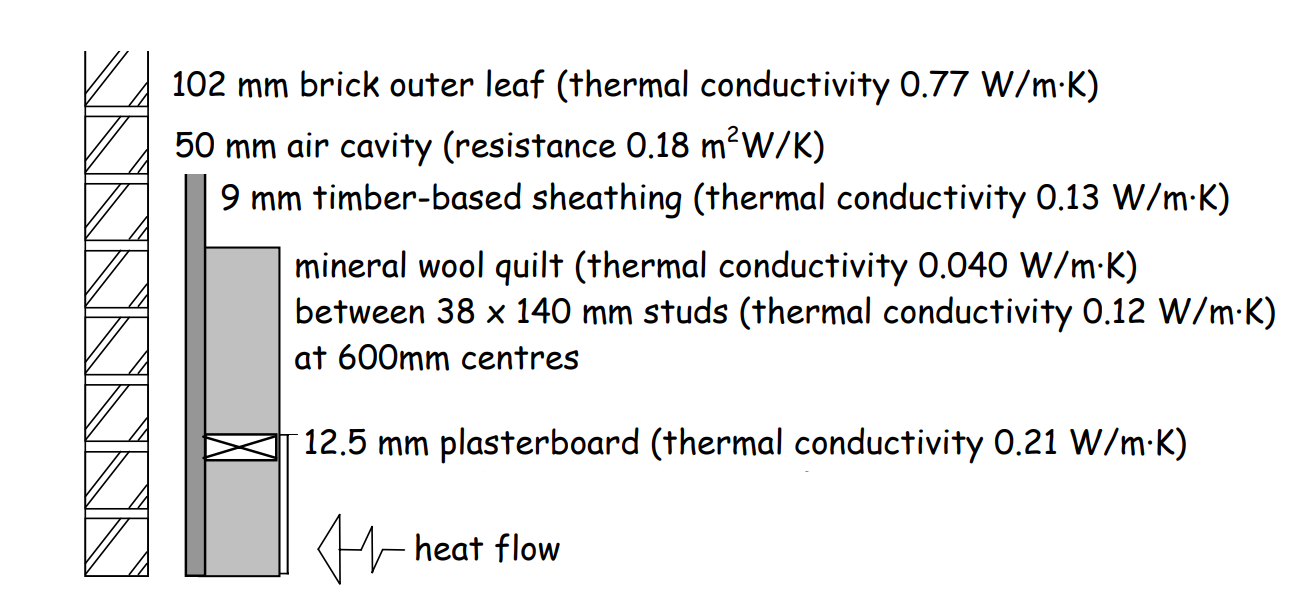 102 mm brick outer leaf (thermal conductivity 0.77 W/m·K)
50 mm air cavity (resistance 0.18 m²W/K)
9 mm timber-based sheathing (thermal conductivity 0.13 W/m·K)
mineral wool quilt (thermal conductivity 0.040 W/m·K)
between 38 x 140 mm studs (thermal conductivity 0.12 W/m·K)
at 600mm centres
12.5 mm plasterboard (thermal conductivity 0.21 W/m·K)
heat flow